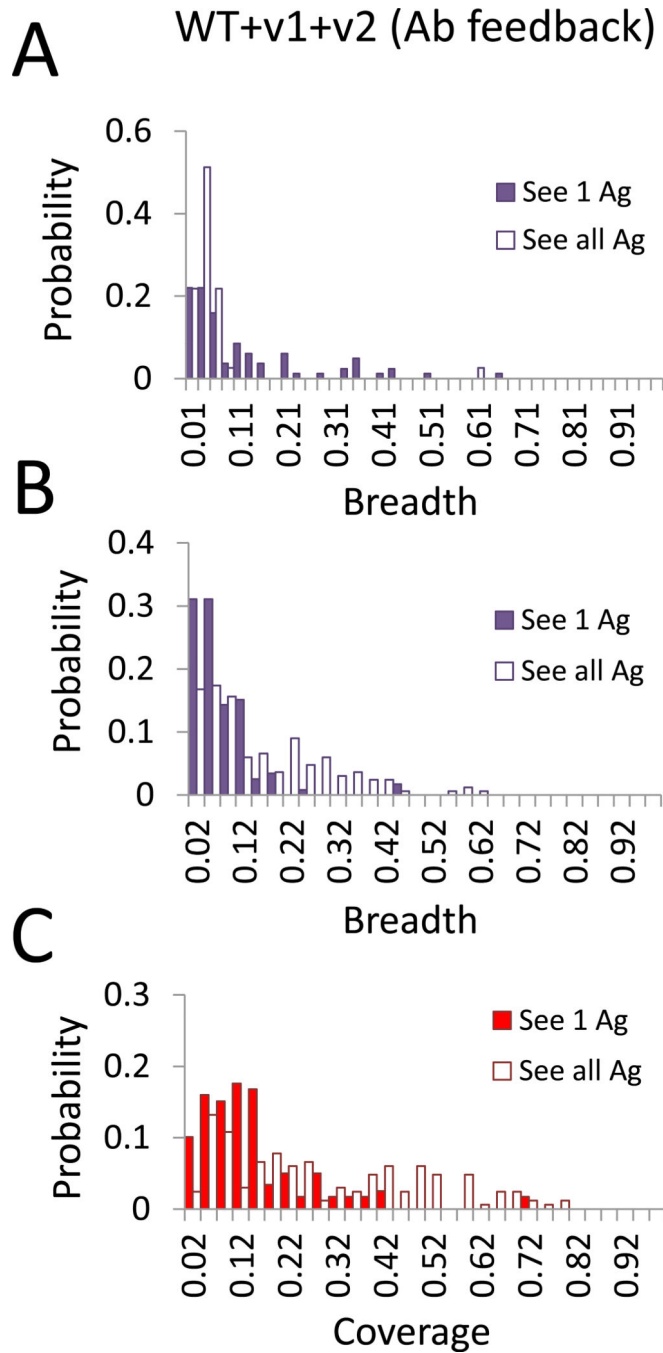 A
WT+v1+v2 (Ab feedback)
Probability
0.6
0.4
0.2
0
See 1 Ag
See all Ag
0.01 0.11 0.21 0.31 0.41 0.51 0.61 0.71 0.81 0.91
Breadth
B
Probability
0.4
0.3
0.2
0.1
0
See 1 Ag
See all Ag
0.02 0.12 0.22 0.32 0.42 0.52 0.62 0.72 0.82 0.92
Breadth
C
Probability
0.3
0.2
0.1
0
See 1 Ag
See all Ag
0.02 0.12 0.22 0.32 0.42 0.52 0.62 0.72 0.82 0.92
Coverage